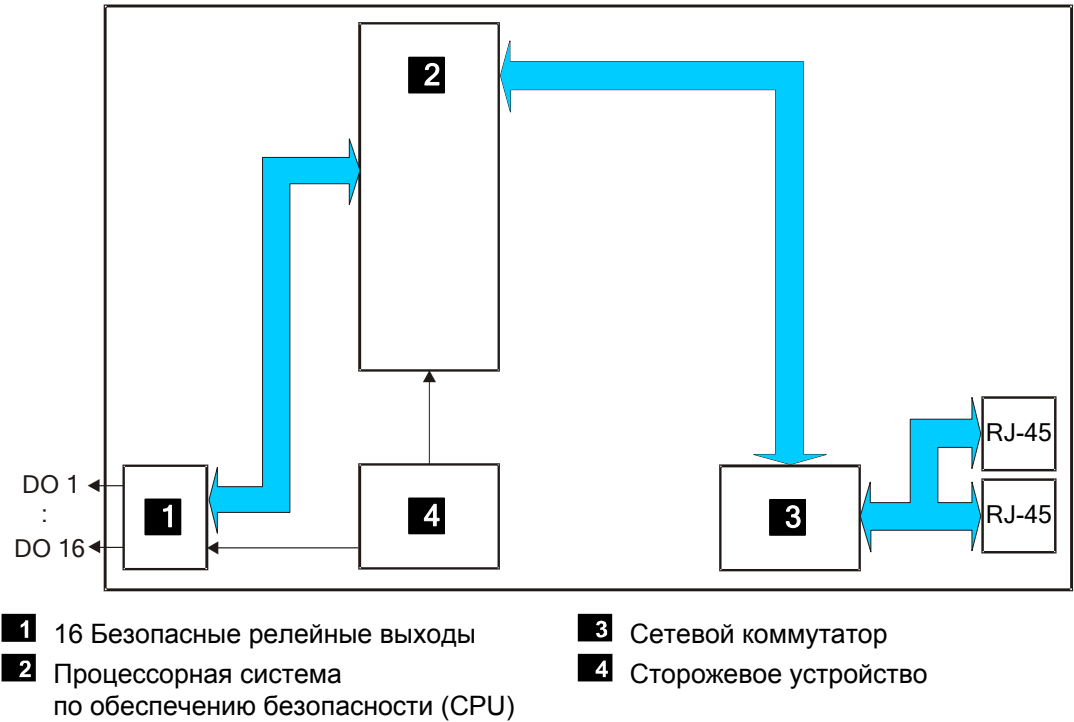 2
RJ-45
DO 1
:
DO 16
1
4
3
RJ-45
1 16 Безопасные релейные выходы
2 Процессорная система
по обеспечению безопасности (CPU)
3 Сетевой коммутатор
4 Сторожевое устройство